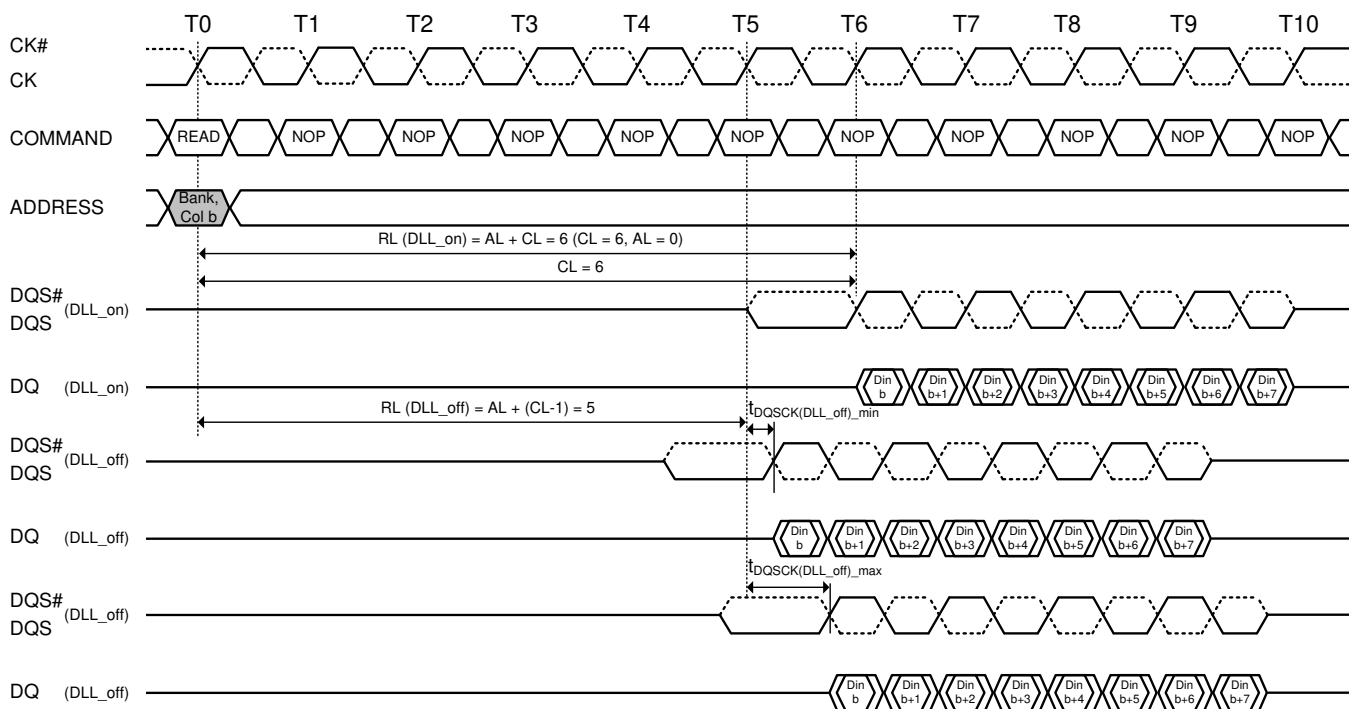 T0 T1 T2 T3 T4 T5 T6 T7 T8 T9 T10
CK#
CK
COMMAND READ NOP NOP NOP NOP NOP NOP NOP NOP NOP NOP
ADDRESS
Bank,
Col b
RL (DLL_on) = AL + CL = 6 (CL = 6, AL = 0)
CL = 6
DQS#
(DLL_on)
DQS
DQ (DLL_on)
Din Din Din Din Din Din Din Din
b b+1 b+2 b+3 b+4 b+5 b+6 b+7
RL (DLL_off) = AL + (CL-1) = 5
tDQSCK(DLL_off)_min
DQS#
(DLL_off)
DQS
DQ (DLL_off)
Din Din Din Din Din Din Din Din
b b+1 b+2 b+3 b+4 b+5 b+6 b+7
tDQSCK(DLL_off)_max
DQS#
(DLL_off)
DQS
DQ (DLL_off)
Din Din Din Din Din Din Din Din
b b+1 b+2 b+3 b+4 b+5 b+6 b+7